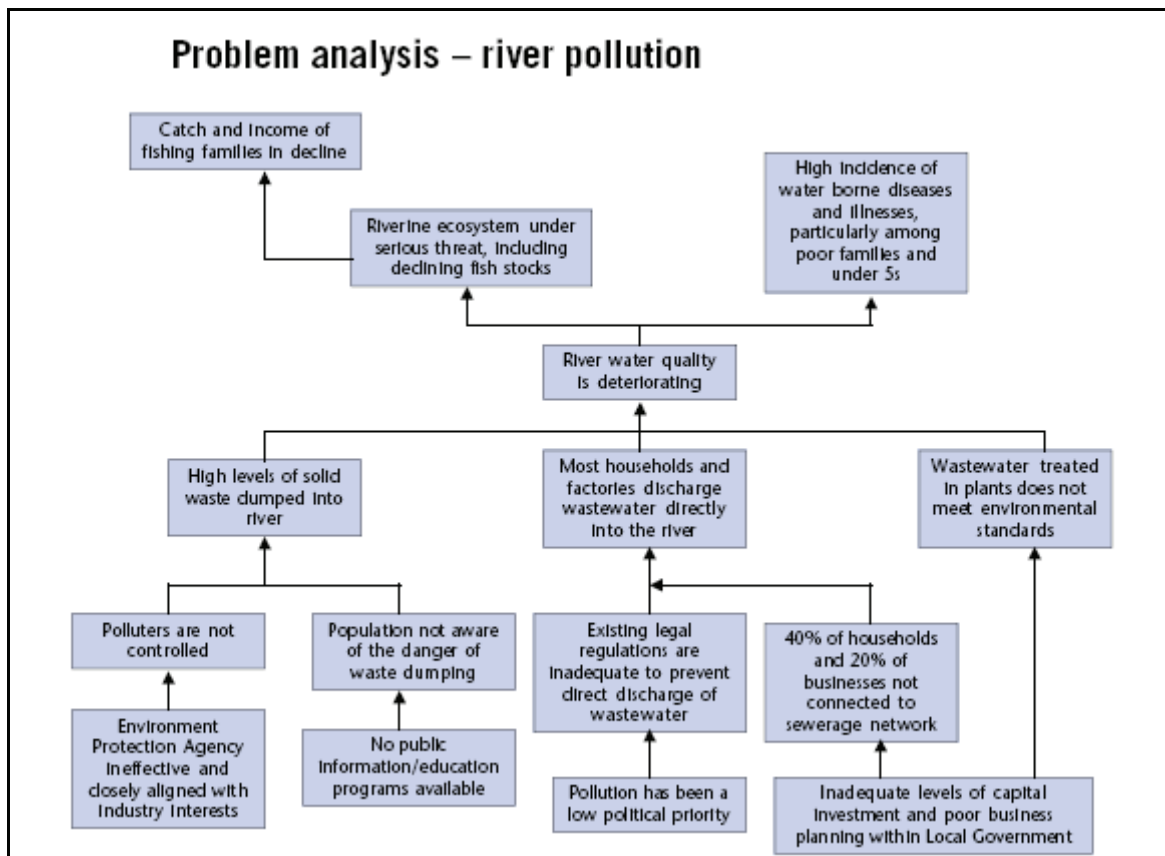 Problem analysis – river pollution
Catch and income of
fishing families in decline
High incidence of
water borne diseases
and illnesses,
particularly among
poor families and
under 5s
Riverine ecosystem under
serious threat, including
declining fish stocks
River water quality
is deteriorating
High levels of solid
waste dumped into
river
Most households and
factories discharge
wastewater directly
into the river
Wastewater treated
in plants does not
meet environmental
standards
Polluters are not
controlled
Population not aware
of the danger of
waste dumping
Existing legal
regulations are
inadequate to prevent
direct discharge of
wastewater
40% of households
and 20% of
businesses not
connected to
sewerage network
Environment
Protection Agency
ineffective and
closely aligned with
Industry Interests
No public
information/education
programs available
Pollution has been a
low political priority
Inadequate levels of capital
investment and poor business
planning within Local Government